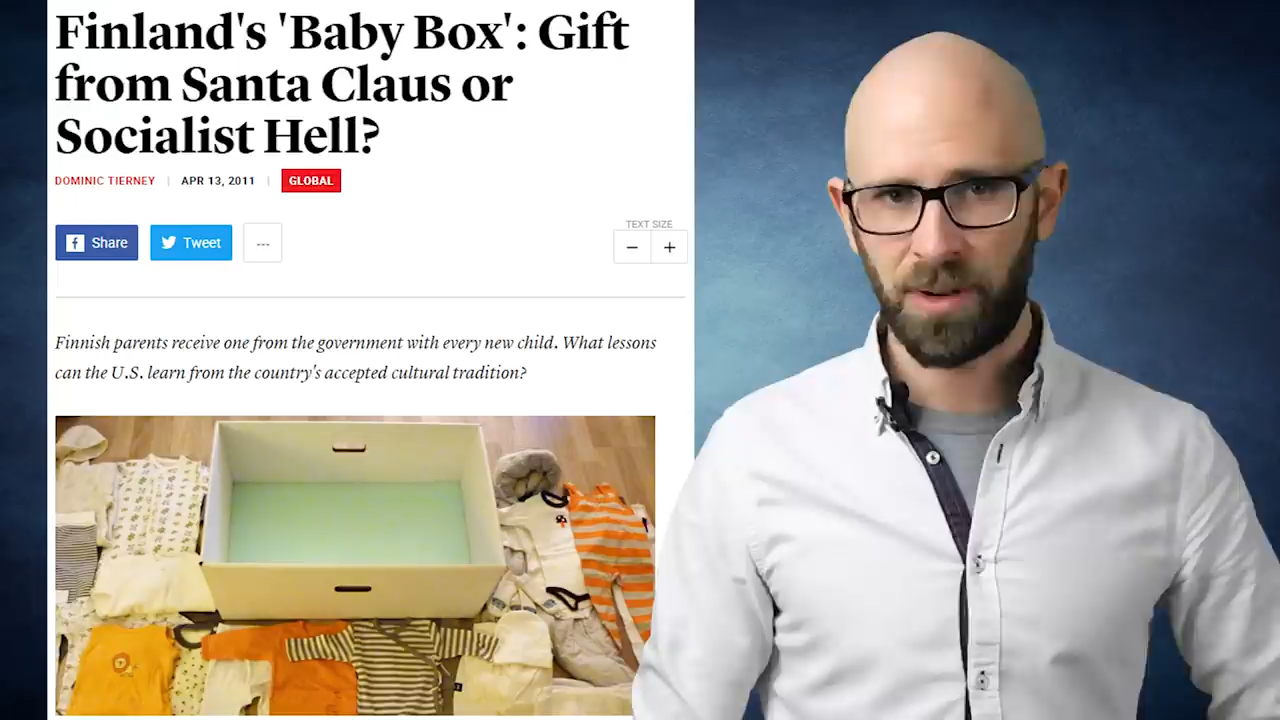 Finland's 'Baby Box': Gift
from Santa Claus or
Socialist Hell?
DOMINIC TIERNEY | APR 13, 2011 | GLOBAL
Share Tweet ...
TEXT SIZE
− +
Finnish parents receive one from the government with every new child. What lessons
can the U.S. learn from the country's accepted cultural tradition?